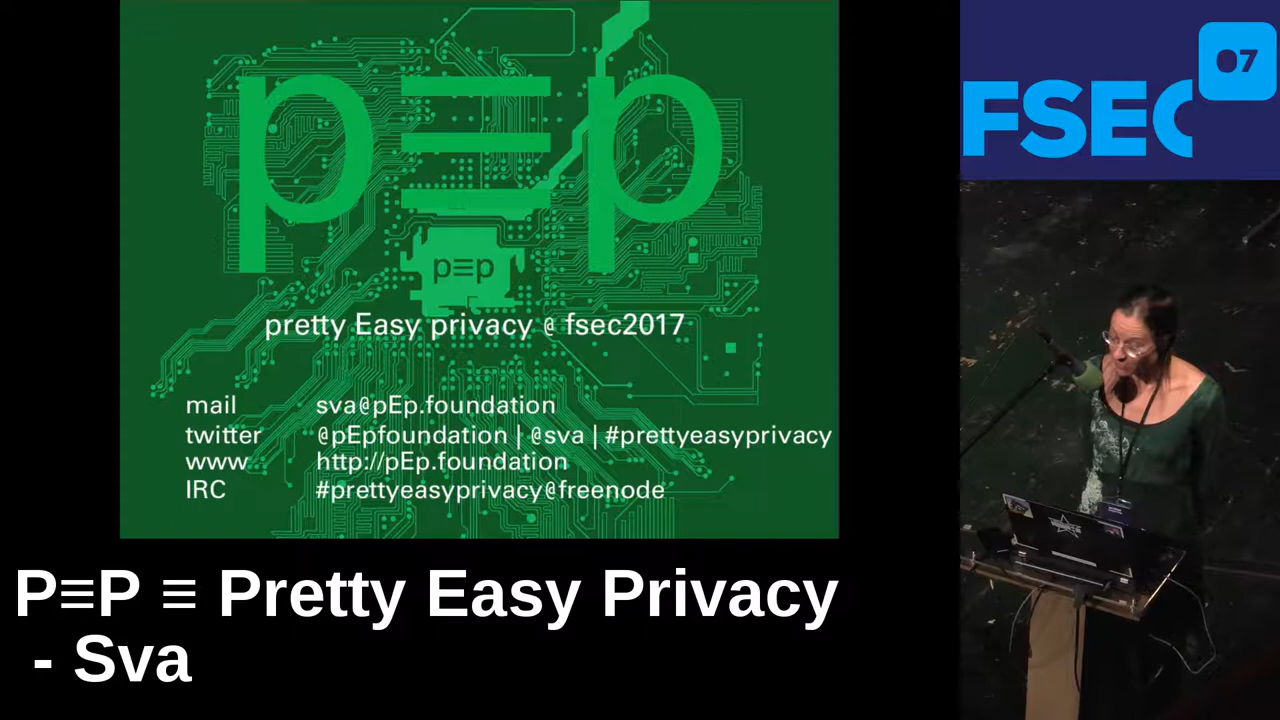 p≡p
p≡p
pretty Easy privacy @ fsec2017
mail sva@pEp.foundation
twitter @pEpfoundation | @sva | #prettyeasyprivacy
www http://pEp.foundation
IRC #prettyeasyprivacy@freenode
P≡P ≡ Pretty Easy Privacy
- Sva
FSEC
07